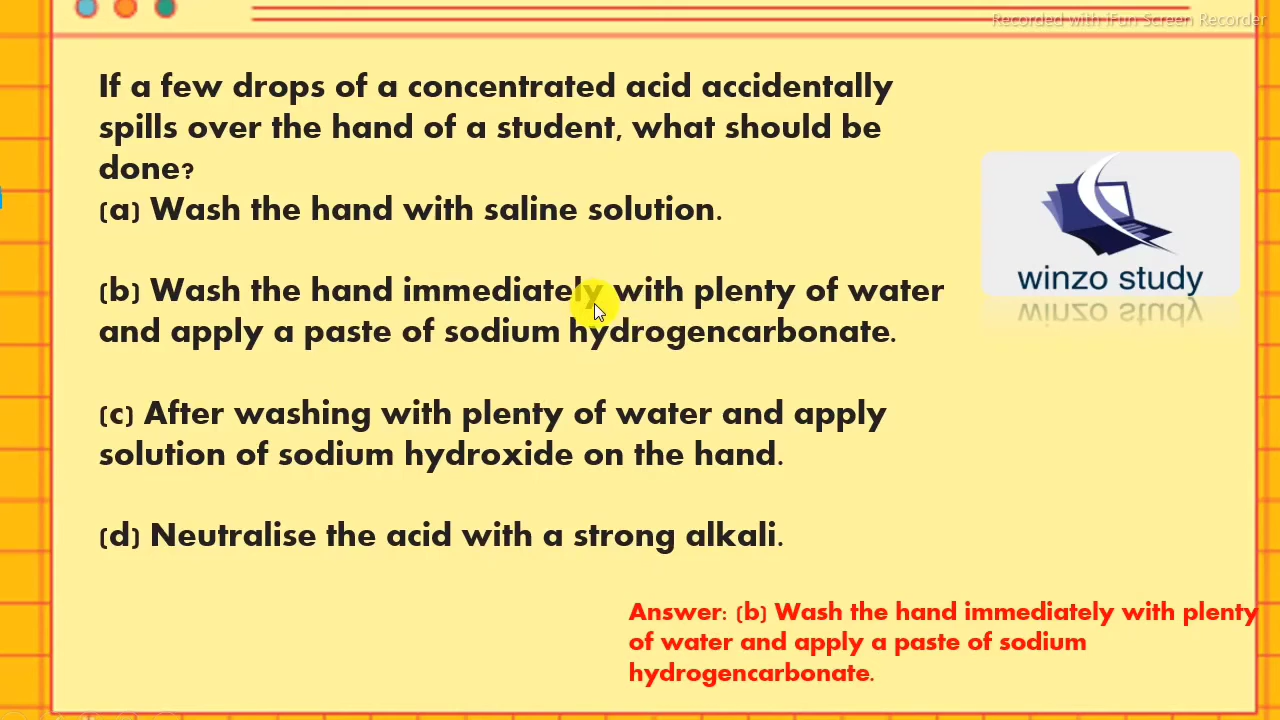 Recorded with iFun Screen Recorder
If a few drops of a concentrated acid accidentally
spills over the hand of a student, what should be
done?
(a) Wash the hand with saline solution.
(b) Wash the hand immediately with plenty of water
and apply a paste of sodium hydrogencarbonate.
(c) After washing with plenty of water and apply
solution of sodium hydroxide on the hand.
(d) Neutralise the acid with a strong alkali.
winzo study
Answer: (b) Wash the hand immediately with plenty
of water and apply a paste of sodium
hydrogencarbonate.